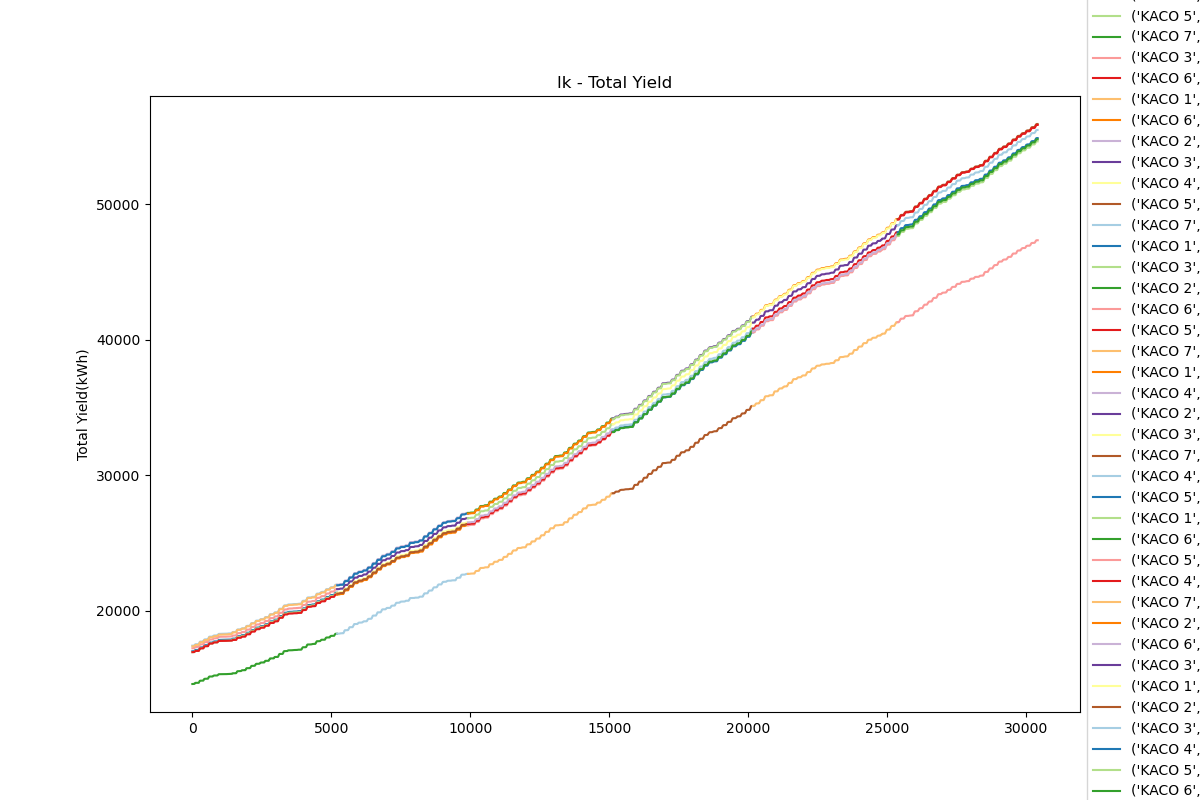 lk - Total Yield
Total Yield(kWh)
50000
40000
30000
20000
0
5000
10000
15000
20000
25000
30000
('KACO 5',
('KACO 7',
('KACO 3',
('KACO 6',
('KACO 1',
('KACO 6',
('KACO 2',
('KACO 3',
('KACO 4',
('KACO 5',
('KACO 7',
('KACO 1',
('KACO 3',
('KACO 2',
('KACO 6',
('KACO 5',
('KACO 7',
('KACO 1',
('KACO 4',
('KACO 2',
('KACO 3',
('KACO 7',
('KACO 4',
('KACO 5',
('KACO 1',
('KACO 6',
('KACO 5',
('KACO 4',
('KACO 7',
('KACO 2',
('KACO 6',
('KACO 3',
('KACO 1',
('KACO 2',
('KACO 3',
('KACO 4',
('KACO 5',
('KACO 6',